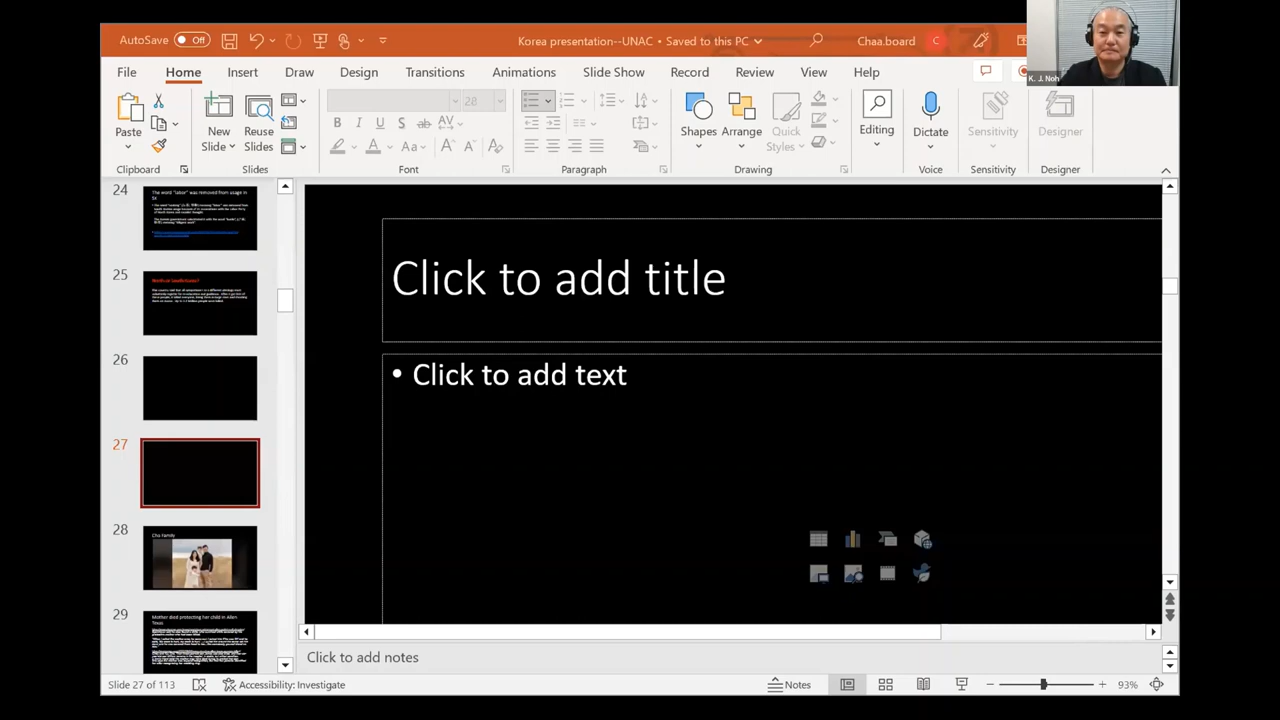 AutoSave Off Korea presentation--UNAC • Saved to this PC Chaa.board C
K. J. Noh
File Home Insert Draw Design Transitions Animations Slide Show Record Review View Help
Paste New Slide Reuse Slides 28 Shapes Arrange Quick Styles Editing Dictate Sensitivity Designer
Clipboard Slides Font Paragraph Drawing Voice Sensitivity Designer
24
The word "labor" was removed from usage in
25
26
27
28
Cho Family
29
Mother died protecting her child in Allen
Texas
Click to add title
• Click to add text
Click to add notes
Slide 27 of 113 Accessibility: Investigate Notes 93%